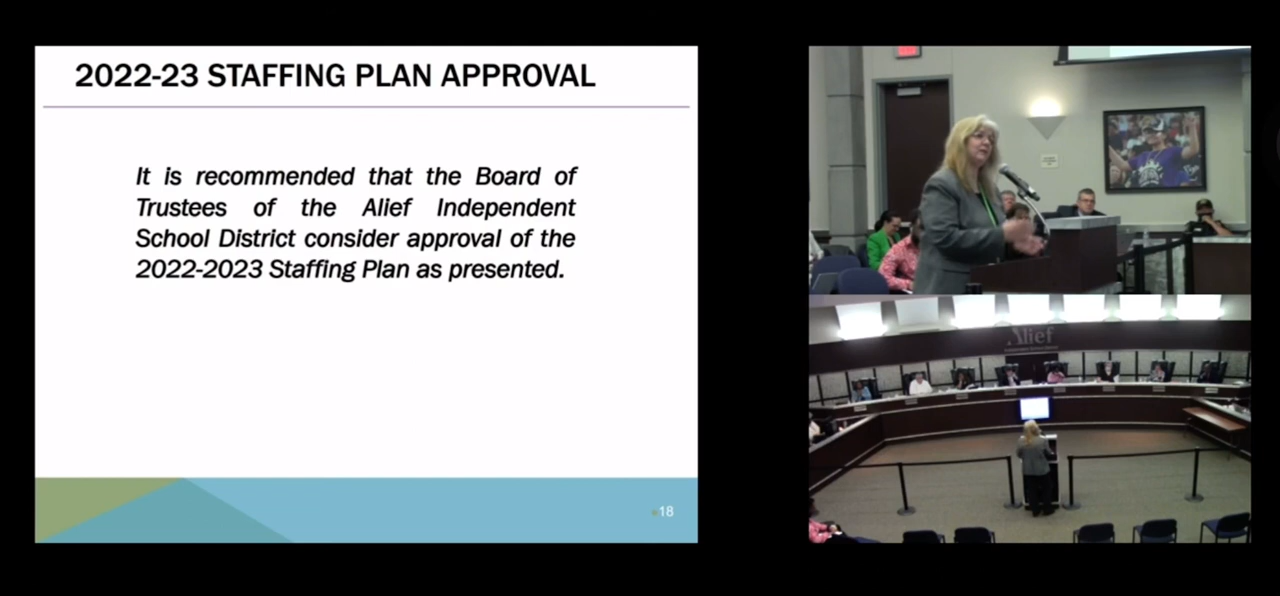 2022-23 STAFFING PLAN APPROVAL
It is recommended that the Board of
Trustees of the Alief Independent
School District consider approval of the
2022-2023 Staffing Plan as presented.
18
Alief